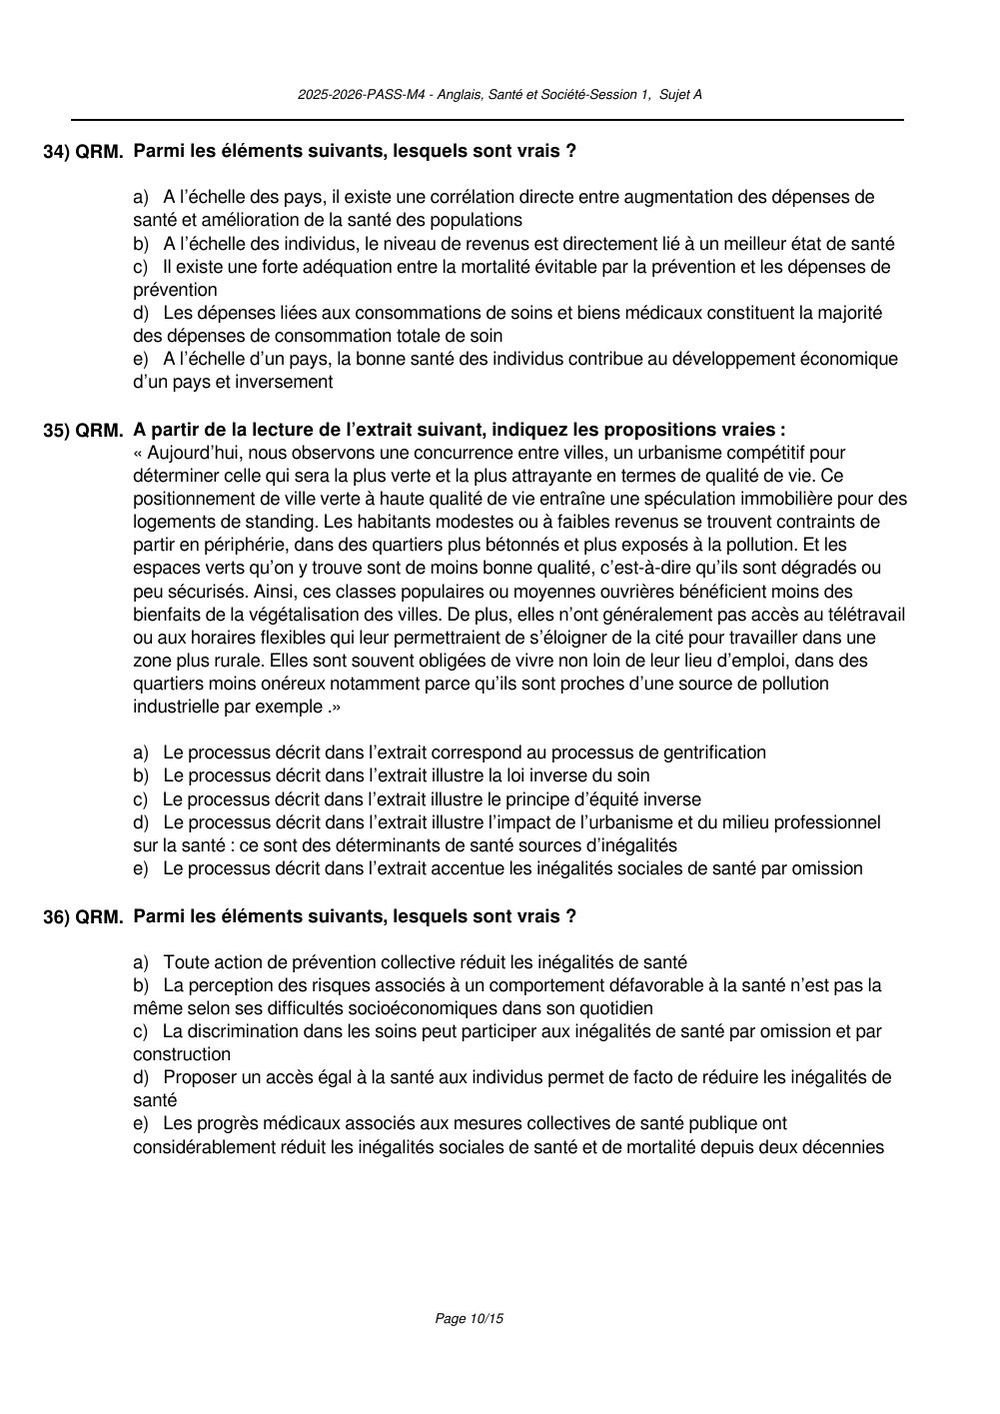 2025-2026-PASS-M4 - Anglais, Santé et Société-Session 1,  Sujet A
34) QRM. Parmi les éléments suivants, lesquels sont vrais ?
a) A l'échelle des pays, il existe une corrélation directe entre augmentation des dépenses de
santé et amélioration de la santé des populations
b) A l'échelle des individus, le niveau de revenus est directement lié à un meilleur état de santé
c) Il existe une forte adéquation entre la mortalité évitable par la prévention et les dépenses de
prévention
d) Les dépenses liées aux consommations de soins et biens médicaux constituent la majorité
des dépenses de consommation totale de soin
e) A l'échelle d'un pays, la bonne santé des individus contribue au développement économique
d'un pays et inversement
35) QRM. A partir de la lecture de l'extrait suivant, indiquez les propositions vraies :
« Aujourd'hui, nous observons une concurrence entre villes, un urbanisme compétitif pour
déterminer celle qui sera la plus verte et la plus attrayante en termes de qualité de vie. Ce
positionnement de ville verte à haute qualité de vie entraîne une spéculation immobilière pour des
logements de standing. Les habitants modestes ou à faibles revenus se trouvent contraints de
partir en périphérie, dans des quartiers plus bétonnés et plus exposés à la pollution. Et les
espaces verts qu'on y trouve sont de moins bonne qualité, c'est-à-dire qu'ils sont dégradés ou
peu sécurisés. Ainsi, ces classes populaires ou moyennes ouvrières bénéficient moins des
bienfaits de la végétalisation des villes. De plus, elles n'ont généralement pas accès au télétravail
ou aux horaires flexibles qui leur permettraient de s'éloigner de la cité pour travailler dans une
zone plus rurale. Elles sont souvent obligées de vivre non loin de leur lieu d'emploi, dans des
quartiers moins onéreux notamment parce qu'ils sont proches d'une source de pollution
industrielle par exemple .»
a) Le processus décrit dans l'extrait correspond au processus de gentrification
b) Le processus décrit dans l'extrait illustre la loi inverse du soin
c) Le processus décrit dans l'extrait illustre le principe d'équité inverse
d) Le processus décrit dans l'extrait illustre l'impact de l'urbanisme et du milieu professionnel
sur la santé : ce sont des déterminants de santé sources d'inégalités
e) Le processus décrit dans l'extrait accentue les inégalités sociales de santé par omission
36) QRM. Parmi les éléments suivants, lesquels sont vrais ?
a) Toute action de prévention collective réduit les inégalités de santé
b) La perception des risques associés à un comportement défavorable à la santé n'est pas la
même selon ses difficultés socioéconomiques dans son quotidien
c) La discrimination dans les soins peut participer aux inégalités de santé par omission et par
construction
d) Proposer un accès égal à la santé aux individus permet de facto de réduire les inégalités de
santé
e) Les progrès médicaux associés aux mesures collectives de santé publique ont
considérablement réduit les inégalités sociales de santé et de mortalité depuis deux décennies
Page 10/15